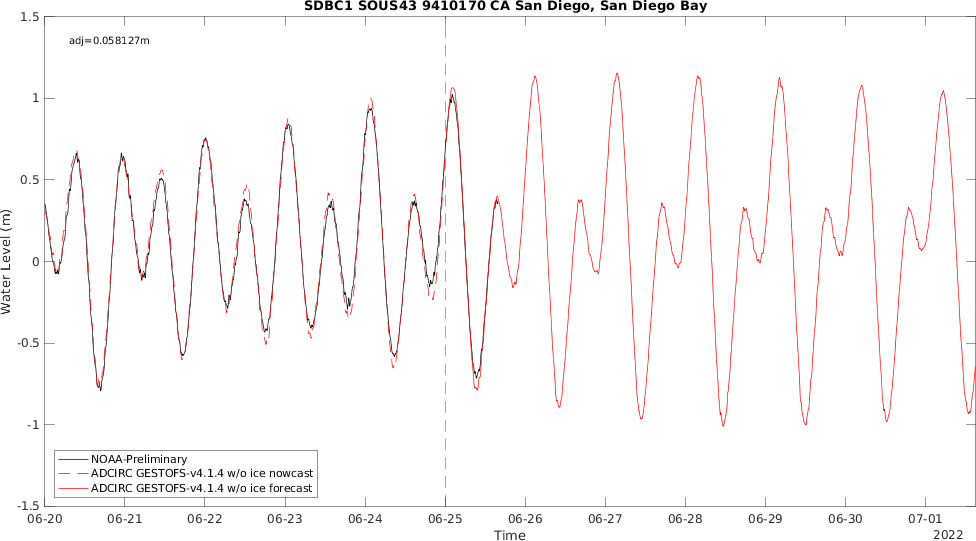 SDBC1 SOUS43 9410170 CA San Diego, San Diego Bay
adj=0.058127m
1.5
1
0.5
0
-0.5
-1
-1.5
Water Level (m)
NOAA-Preliminary
ADCIRC GESTOFS-v4.1.4 w/o ice nowcast
ADCIRC GESTOFS-v4.1.4 w/o ice forecast
06-20 06-21 06-22 06-23 06-24 06-25 06-26 06-27 06-28 06-29 06-30 07-01
Time
2022